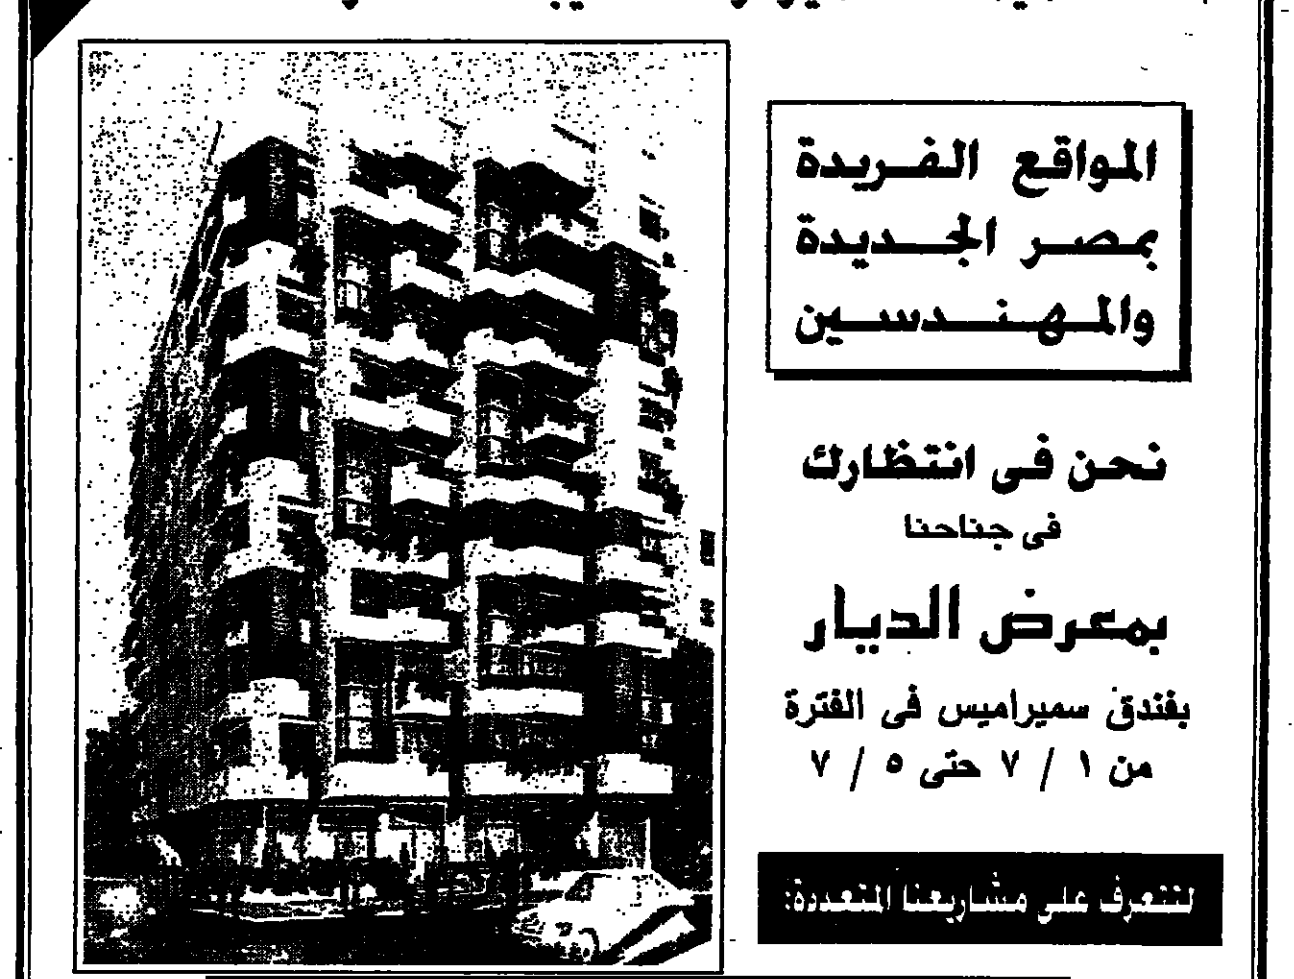 المواقع الفريدة
بمصر الجديدة
والمهندسين
نحن فى انتظارك
فى جناحنا
بمعرض الديار
بفندق سميراميس فى الفترة
من ١ / ٧ حتى ٥ / ٧
لتتعرف على مشاريعنا المتعددة: